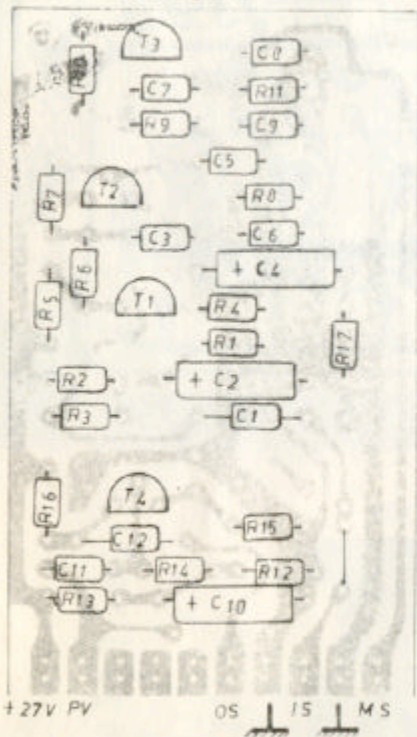 T3
C8
R10
C7
R11
R9
C9
C5
R7
T2
R8
C3
C6
R6
+ C4
R5
T1
R4
R1
R17
R2
+ C2
R3
C1
R16
T4
C12
R15
C11
R14
R12
R13
+ C10
+27V PV OS IS MS